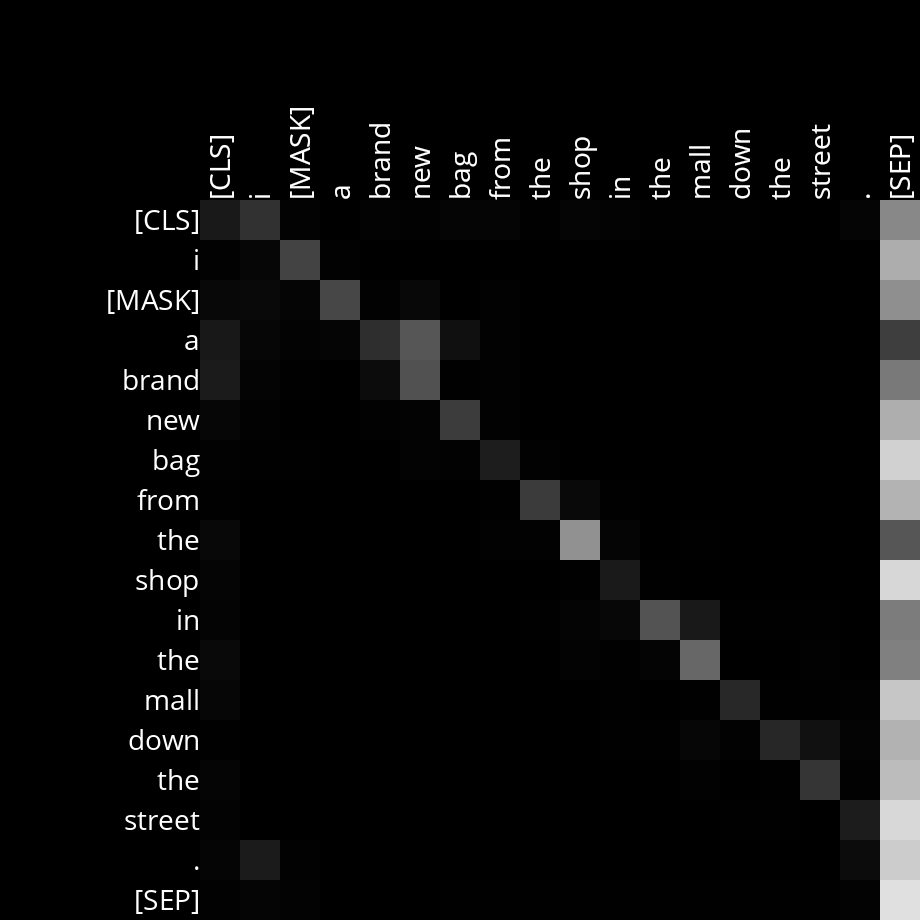 [CLS] i [MASK] a brand new bag from the shop in the mall down the street . [SEP]
[CLS]
i
[MASK]
a
brand
new
bag
from
the
shop
in
the
mall
down
the
street
.
[SEP]